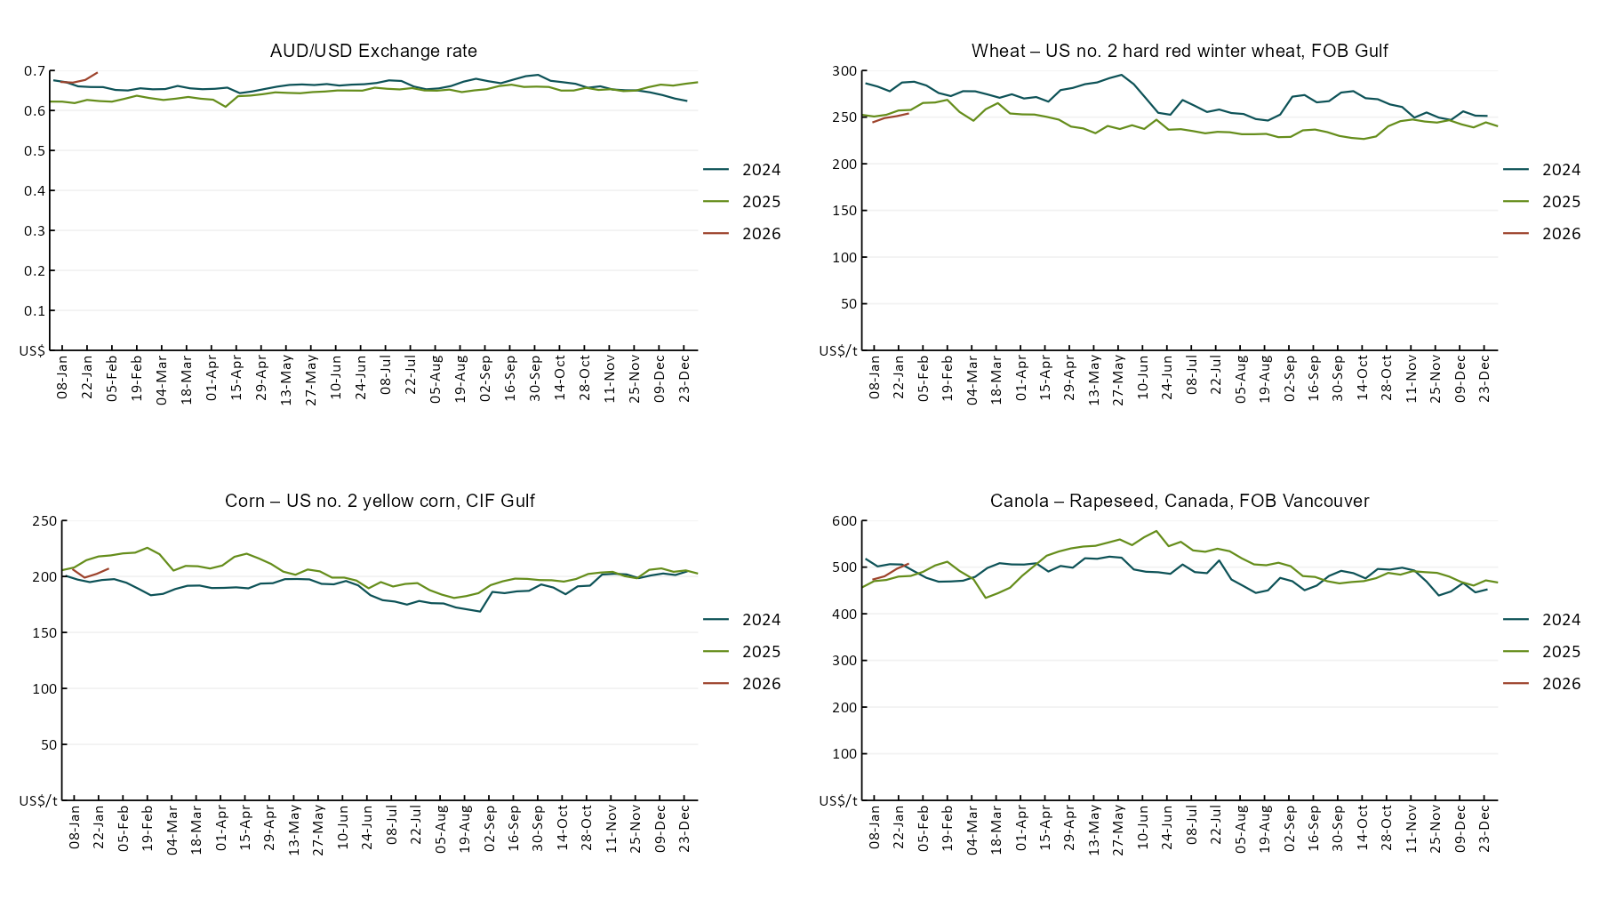 AUD/USD Exchange rate
0.7
0.6
0.5
0.4
0.3
0.2
0.1
US$
08-Jan
22-Jan
05-Feb
19-Feb
04-Mar
18-Mar
01-Apr
15-Apr
29-Apr
13-May
27-May
10-Jun
24-Jun
08-Jul
22-Jul
05-Aug
19-Aug
02-Sep
16-Sep
30-Sep
14-Oct
28-Oct
11-Nov
25-Nov
09-Dec
23-Dec
2024
2025
2026
Wheat – US no. 2 hard red winter wheat, FOB Gulf
300
250
200
150
100
50
US$/t
08-Jan
22-Jan
05-Feb
19-Feb
04-Mar
18-Mar
01-Apr
15-Apr
29-Apr
13-May
27-May
10-Jun
24-Jun
08-Jul
22-Jul
05-Aug
19-Aug
02-Sep
16-Sep
30-Sep
14-Oct
28-Oct
11-Nov
25-Nov
09-Dec
23-Dec
2024
2025
2026
Corn – US no. 2 yellow corn, CIF Gulf
250
200
150
100
50
US$/t
08-Jan
22-Jan
05-Feb
19-Feb
04-Mar
18-Mar
01-Apr
15-Apr
29-Apr
13-May
27-May
10-Jun
24-Jun
08-Jul
22-Jul
05-Aug
19-Aug
02-Sep
16-Sep
30-Sep
14-Oct
28-Oct
11-Nov
25-Nov
09-Dec
23-Dec
2024
2025
2026
Canola – Rapeseed, Canada, FOB Vancouver
600
500
400
300
200
100
US$/t
08-Jan
22-Jan
05-Feb
19-Feb
04-Mar
18-Mar
01-Apr
15-Apr
29-Apr
13-May
27-May
10-Jun
24-Jun
08-Jul
22-Jul
05-Aug
19-Aug
02-Sep
16-Sep
30-Sep
14-Oct
28-Oct
11-Nov
25-Nov
09-Dec
23-Dec
2024
2025
2026